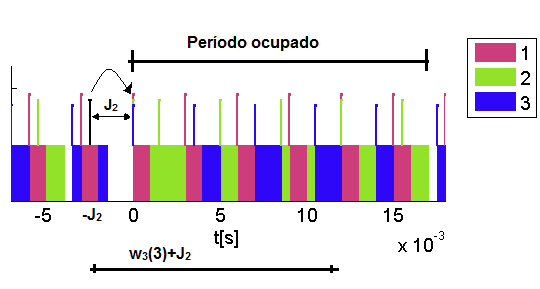 Período ocupado
1
2
3
J₂
-5 -J₂ 0 5 10 15
t[s]
x 10⁻³
w₃(3)+J₂